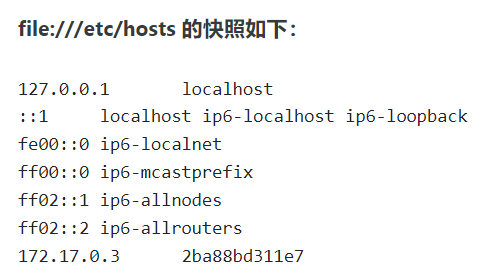 file:///etc/hosts 的快照如下：
127.0.0.1 localhost
::1 localhost ip6-localhost ip6-loopback
fe00::0 ip6-localnet
ff00::0 ip6-mcastprefix
ff02::1 ip6-allnodes
ff02::2 ip6-allrouters
172.17.0.3 2ba88bd311e7